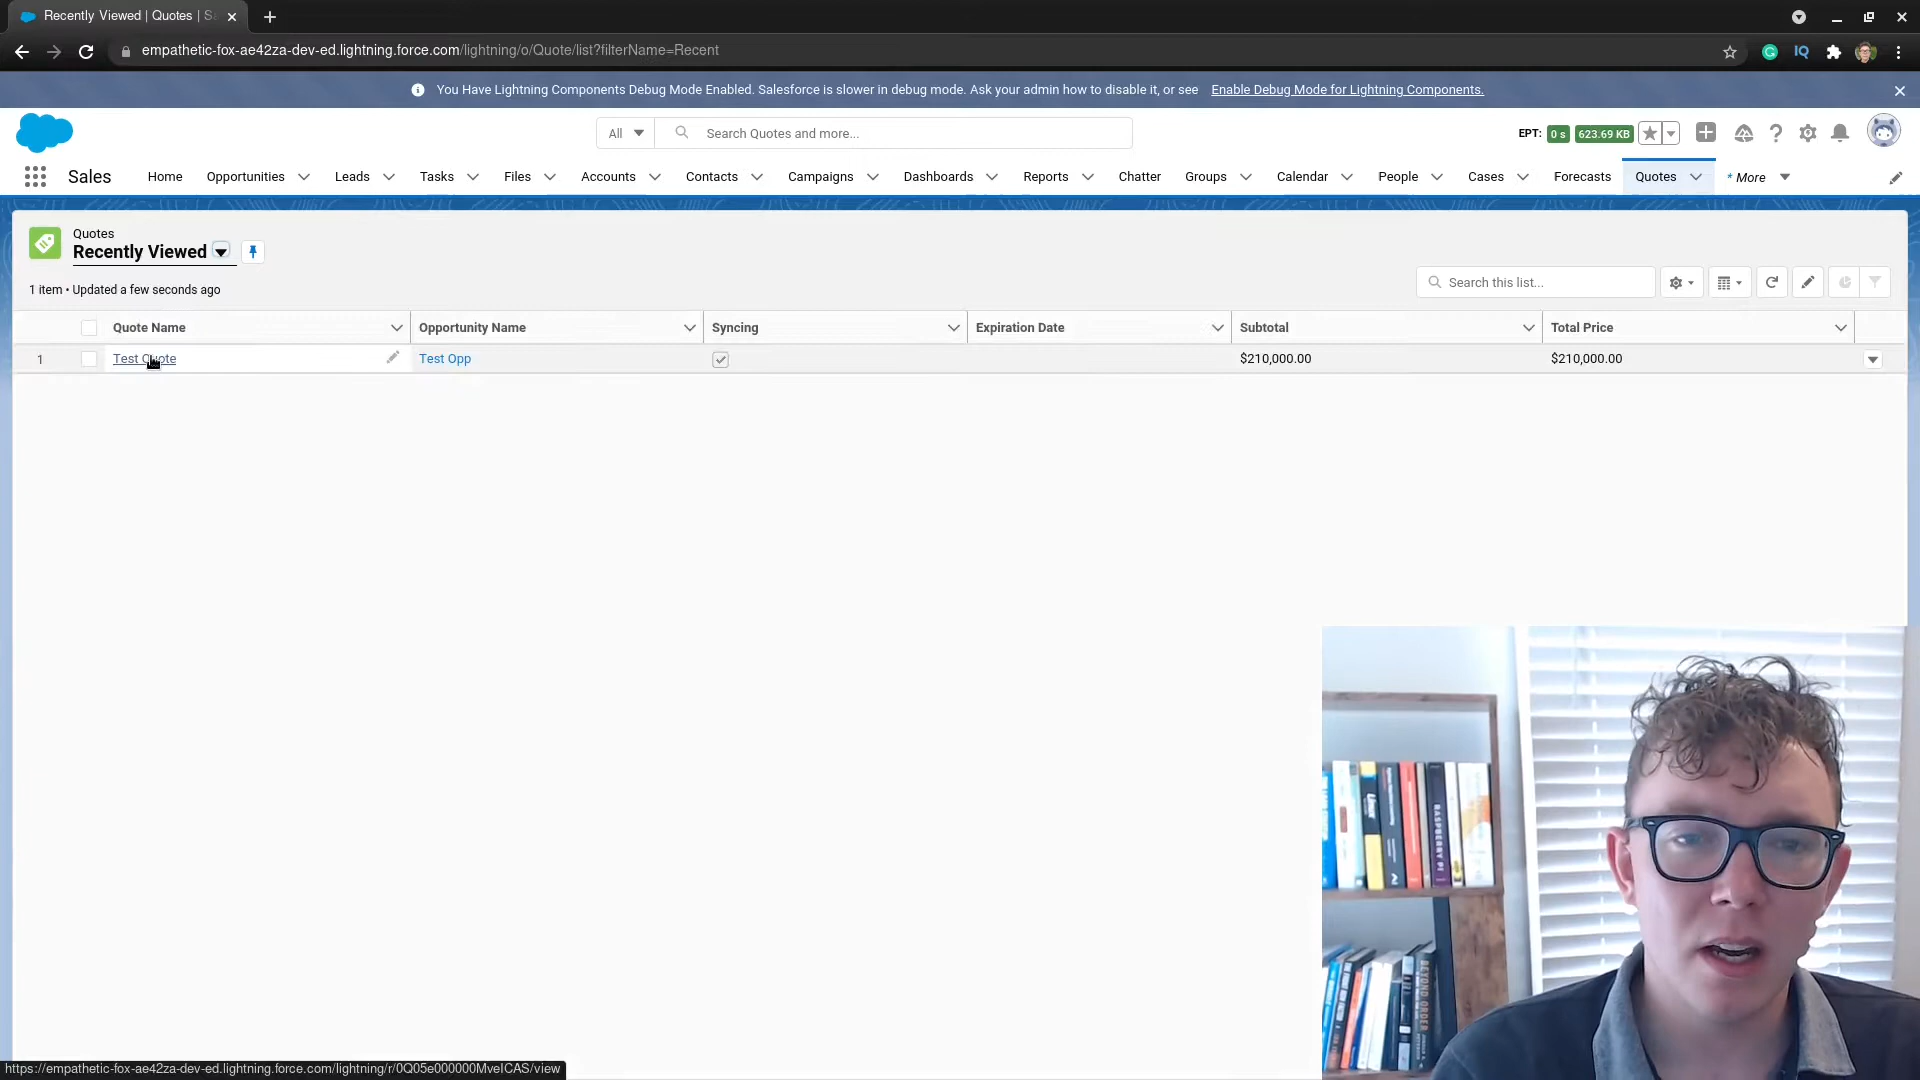 Recently Viewed | Quotes | S
empathetic-fox-ae42za-dev-ed.lightning.force.com/lightning/o/Quote/list?filterName=Recent
IQ
You Have Lightning Components Debug Mode Enabled. Salesforce is slower in debug mode. Ask your admin how to disable it, or see Enable Debug Mode for Lightning Components.
All
Search Quotes and more...
EPT: 0 s 623.69 KB
Sales Home Opportunities Leads Tasks Files Accounts Contacts Campaigns Dashboards Reports Chatter Groups Calendar People Cases Forecasts Quotes * More
Quotes
Recently Viewed
1 item • Updated a few seconds ago
Search this list...
Quote Name Opportunity Name Syncing Expiration Date Subtotal Total Price
1 Test Quote Test Opp $210,000.00 $210,000.00
RASPBERRY PI
BEYOND ORDER
https://empathetic-fox-ae42za-dev-ed.lightning.force.com/lightning/r/0Q05e000000MveICAS/view